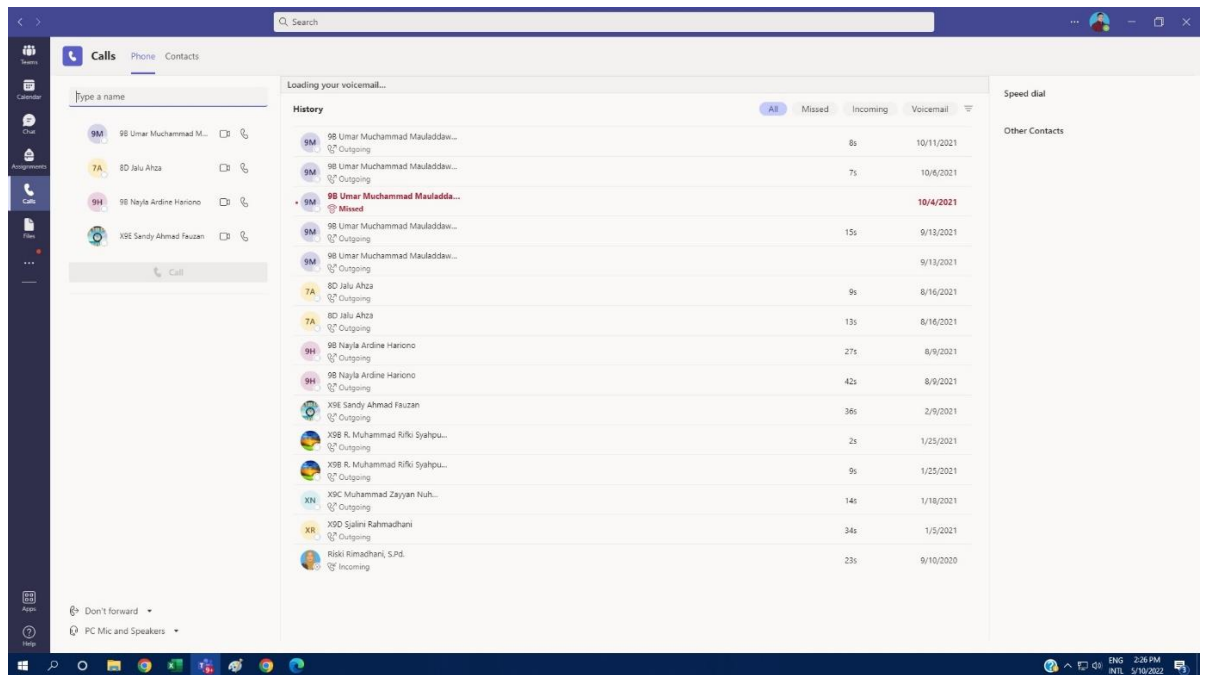 Search
Teams
Calendar
Chat
Assignments
Calls
Files
Apps
Help
Calls Phone Contacts
Type a name
9M 9B Umar Muchammad M...
7A 8D Jalu Ahza
9H 9B Nayla Ardine Hariono
X9E Sandy Ahmad Fauzan
Call
Don't forward
PC Mic and Speakers
Loading your voicemail...
History All Missed Incoming Voicemail
9M 9B Umar Muchammad Mauladdaw... 8s 10/11/2021
Outgoing
9M 9B Umar Muchammad Mauladdaw... 7s 10/6/2021
Outgoing
9M 9B Umar Muchammad Mauladda... 10/4/2021
Missed
9M 9B Umar Muchammad Mauladdaw... 15s 9/13/2021
Outgoing
9M 9B Umar Muchammad Mauladdaw... 9/13/2021
Outgoing
7A 8D Jalu Ahza 9s 8/16/2021
Outgoing
7A 8D Jalu Ahza 13s 8/16/2021
Outgoing
9H 9B Nayla Ardine Hariono 27s 8/9/2021
Outgoing
9H 9B Nayla Ardine Hariono 42s 8/9/2021
Outgoing
X9E Sandy Ahmad Fauzan 36s 2/9/2021
Outgoing
X9B R. Muhammad Rifki Syahpu... 2s 1/25/2021
Outgoing
X9B R. Muhammad Rifki Syahpu... 9s 1/25/2021
Outgoing
XN X9C Muhammad Zayyan Nuh... 14s 1/18/2021
Outgoing
XR X9D Sjalini Rahmadhani 34s 1/5/2021
Outgoing
Riski Rimadhani, S.Pd. 23s 9/10/2020
Incoming
Speed dial
Other Contacts
ENG 2:26 PM
INTL 5/10/2022